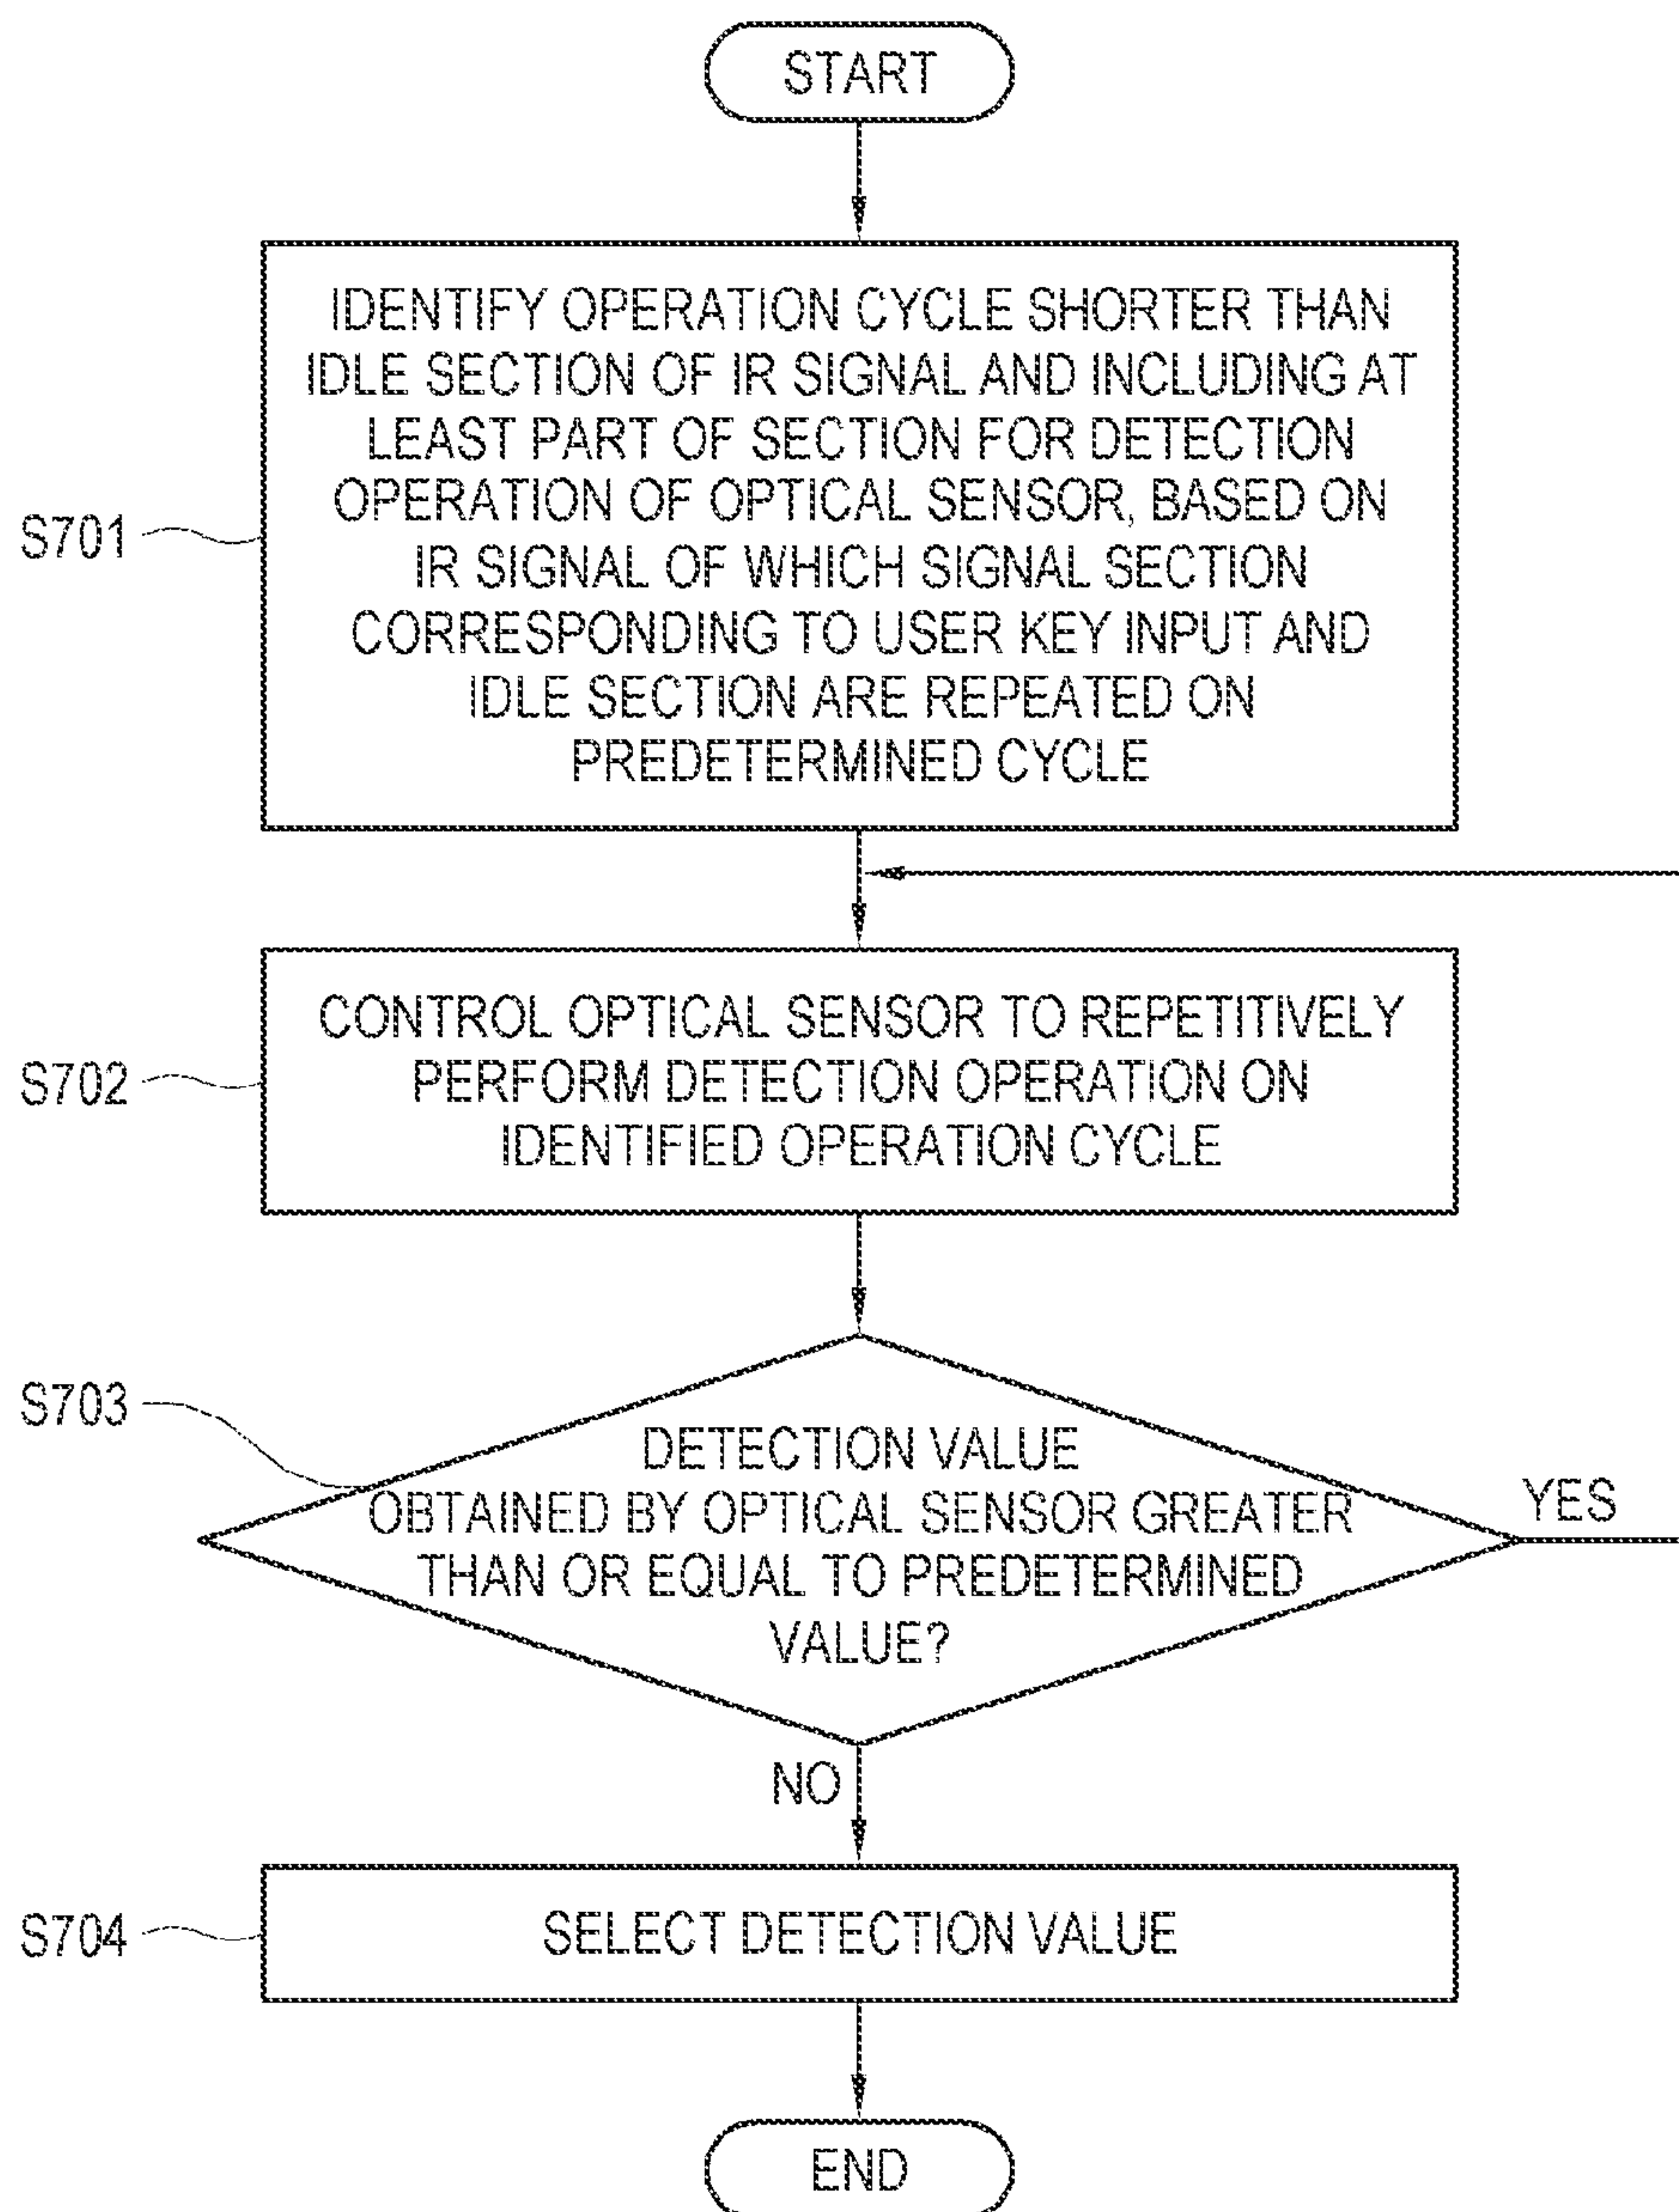 START
IDENTIFY OPERATION CYCLE SHORTER THAN
IDLE SECTION OF IR SIGNAL AND INCLUDING AT
LEAST PART OF SECTION FOR DETECTION
OPERATION OF OPTICAL SENSOR, BASED ON
IR SIGNAL OF WHICH SIGNAL SECTION
CORRESPONDING TO USER KEY INPUT AND
IDLE SECTION ARE REPEATED ON
PREDETERMINED CYCLE
S701
CONTROL OPTICAL SENSOR TO REPETITIVELY
PERFORM DETECTION OPERATION ON
IDENTIFIED OPERATION CYCLE
S702
S703
DETECTION VALUE
OBTAINED BY OPTICAL SENSOR GREATER
THAN OR EQUAL TO PREDETERMINED
VALUE?
YES
NO
S704
SELECT DETECTION VALUE
END